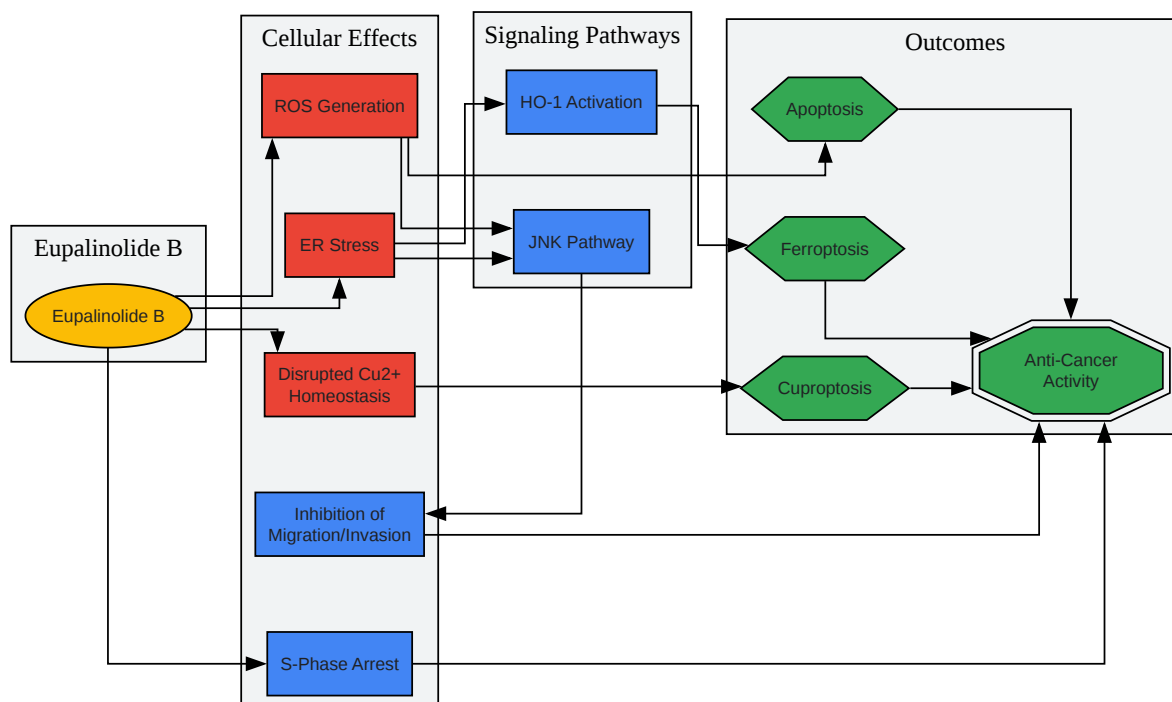 Eupalinolide B
Eupalinolide B
Cellular Effects
ROS Generation
ER Stress
Disrupted Cu2+
Homeostasis
Inhibition of
Migration/Invasion
S-Phase Arrest
Signaling Pathways
HO-1 Activation
JNK Pathway
Outcomes
Apoptosis
Ferroptosis
Cuproptosis
Anti-Cancer
Activity